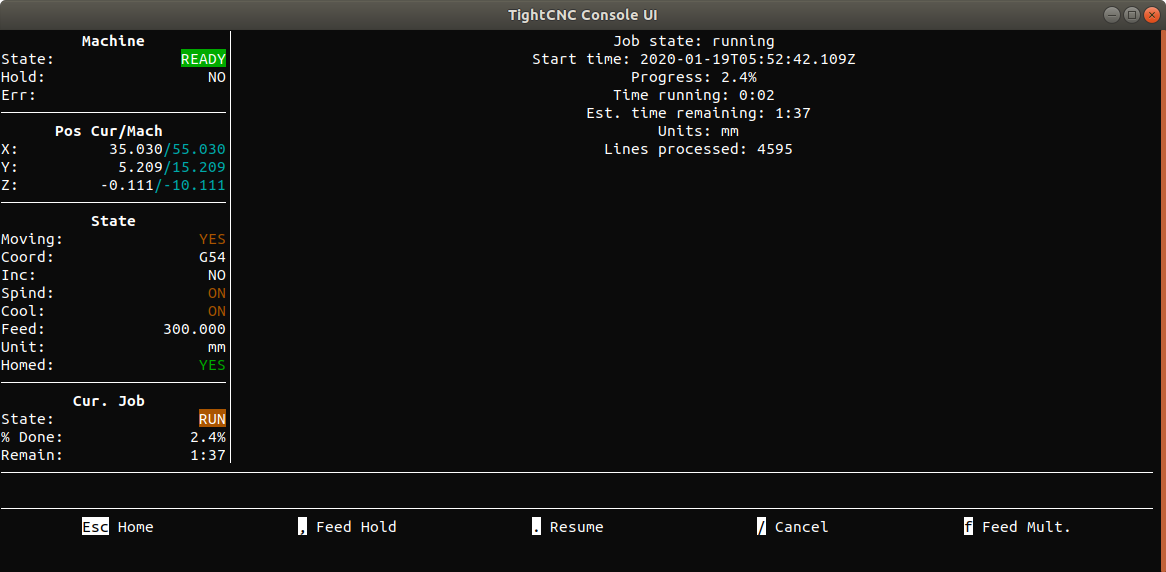 TightCNC Console UI
Machine
State: READY
Hold: NO
Err:
Pos Cur/Mach
X: 35.030/55.030
Y: 5.209/15.209
Z: -0.111/-10.111
State
Moving: YES
Coord: G54
Inc: NO
Spind: ON
Cool: ON
Feed: 300.000
Unit: mm
Homed: YES
Cur. Job
State: RUN
% Done: 2.4%
Remain: 1:37
Job state: running
Start time: 2020-01-19T05:52:42.109Z
Progress: 2.4%
Time running: 0:02
Est. time remaining: 1:37
Units: mm
Lines processed: 4595
Esc Home , Feed Hold . Resume / Cancel f Feed Mult.